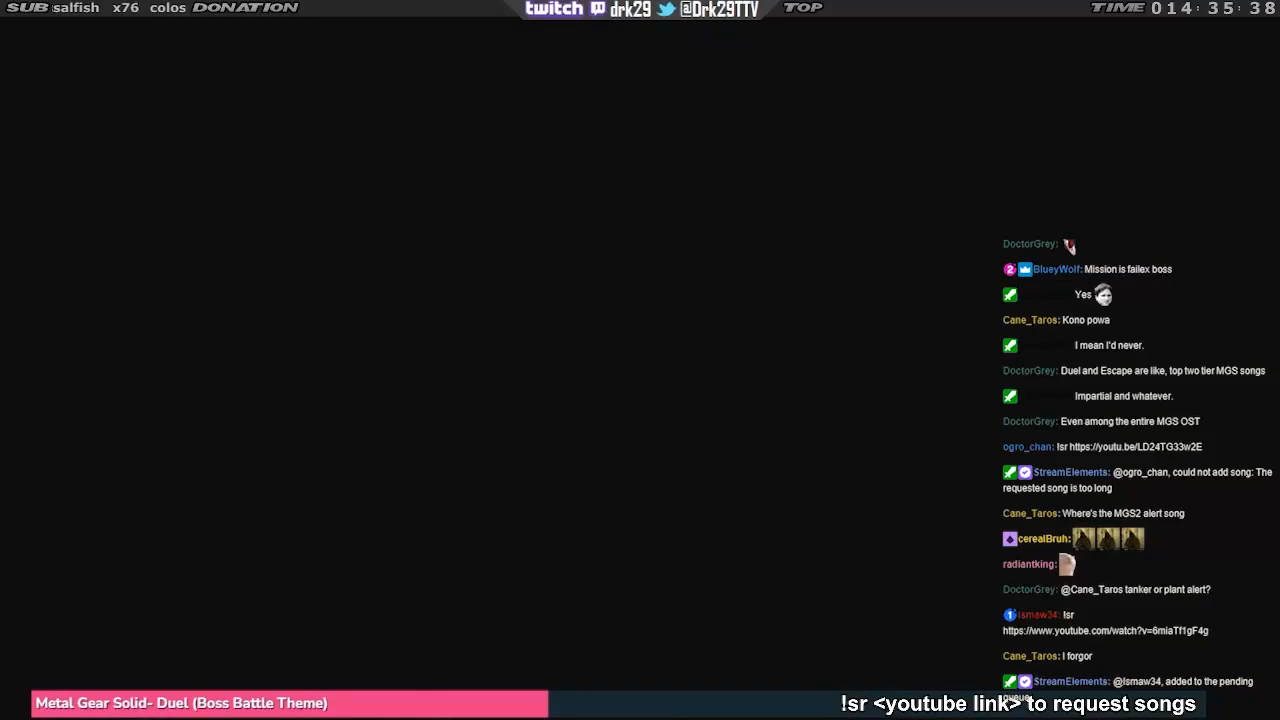 SUB salfish x76 colos DONATION
twitch drk29 @Drk29TTV
TOP
TIME 014:35:38
DoctorGrey:
2 BlueyWolf: Mission is failex boss
Yes
Cane_Taros: Kono powa
I mean I'd never.
DoctorGrey: Duel and Escape are like, top two tier MGS songs
Impartial and whatever.
DoctorGrey: Even among the entire MGS OST
ogro_chan: !sr https://youtu.be/LD24TG33w2E
StreamElements: @ogro_chan, could not add song: The
requested song is too long
Cane_Taros: Where's the MGS2 alert song
cerealBruh:
radiantking:
DoctorGrey: @Cane_Taros tanker or plant alert?
1 lsmaw34: !sr
https://www.youtube.com/watch?v=6miaTf1gF4g
Cane_Taros: I forgor
StreamElements: @lsmaw34, added to the pending
queue.
Metal Gear Solid- Duel (Boss Battle Theme)
!sr <youtube link> to request songs